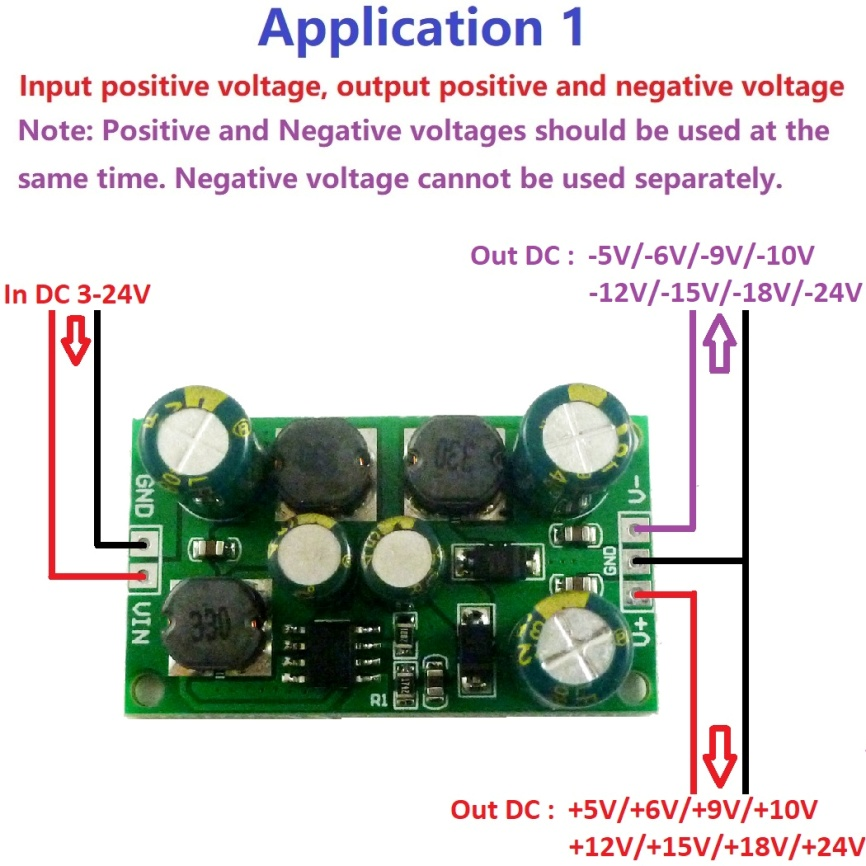 Application 1
Input positive voltage, output positive and negative voltage
Note: Positive and Negative voltages should be used at the
same time. Negative voltage cannot be used separately.
Out DC : -5V/-6V/-9V/-10V
-12V/-15V/-18V/-24V
In DC 3-24V
GND
VIN
330
330
V-
GND
V+
R1
Out DC : +5V/+6V/+9V/+10V
+12V/+15V/+18V/+24V